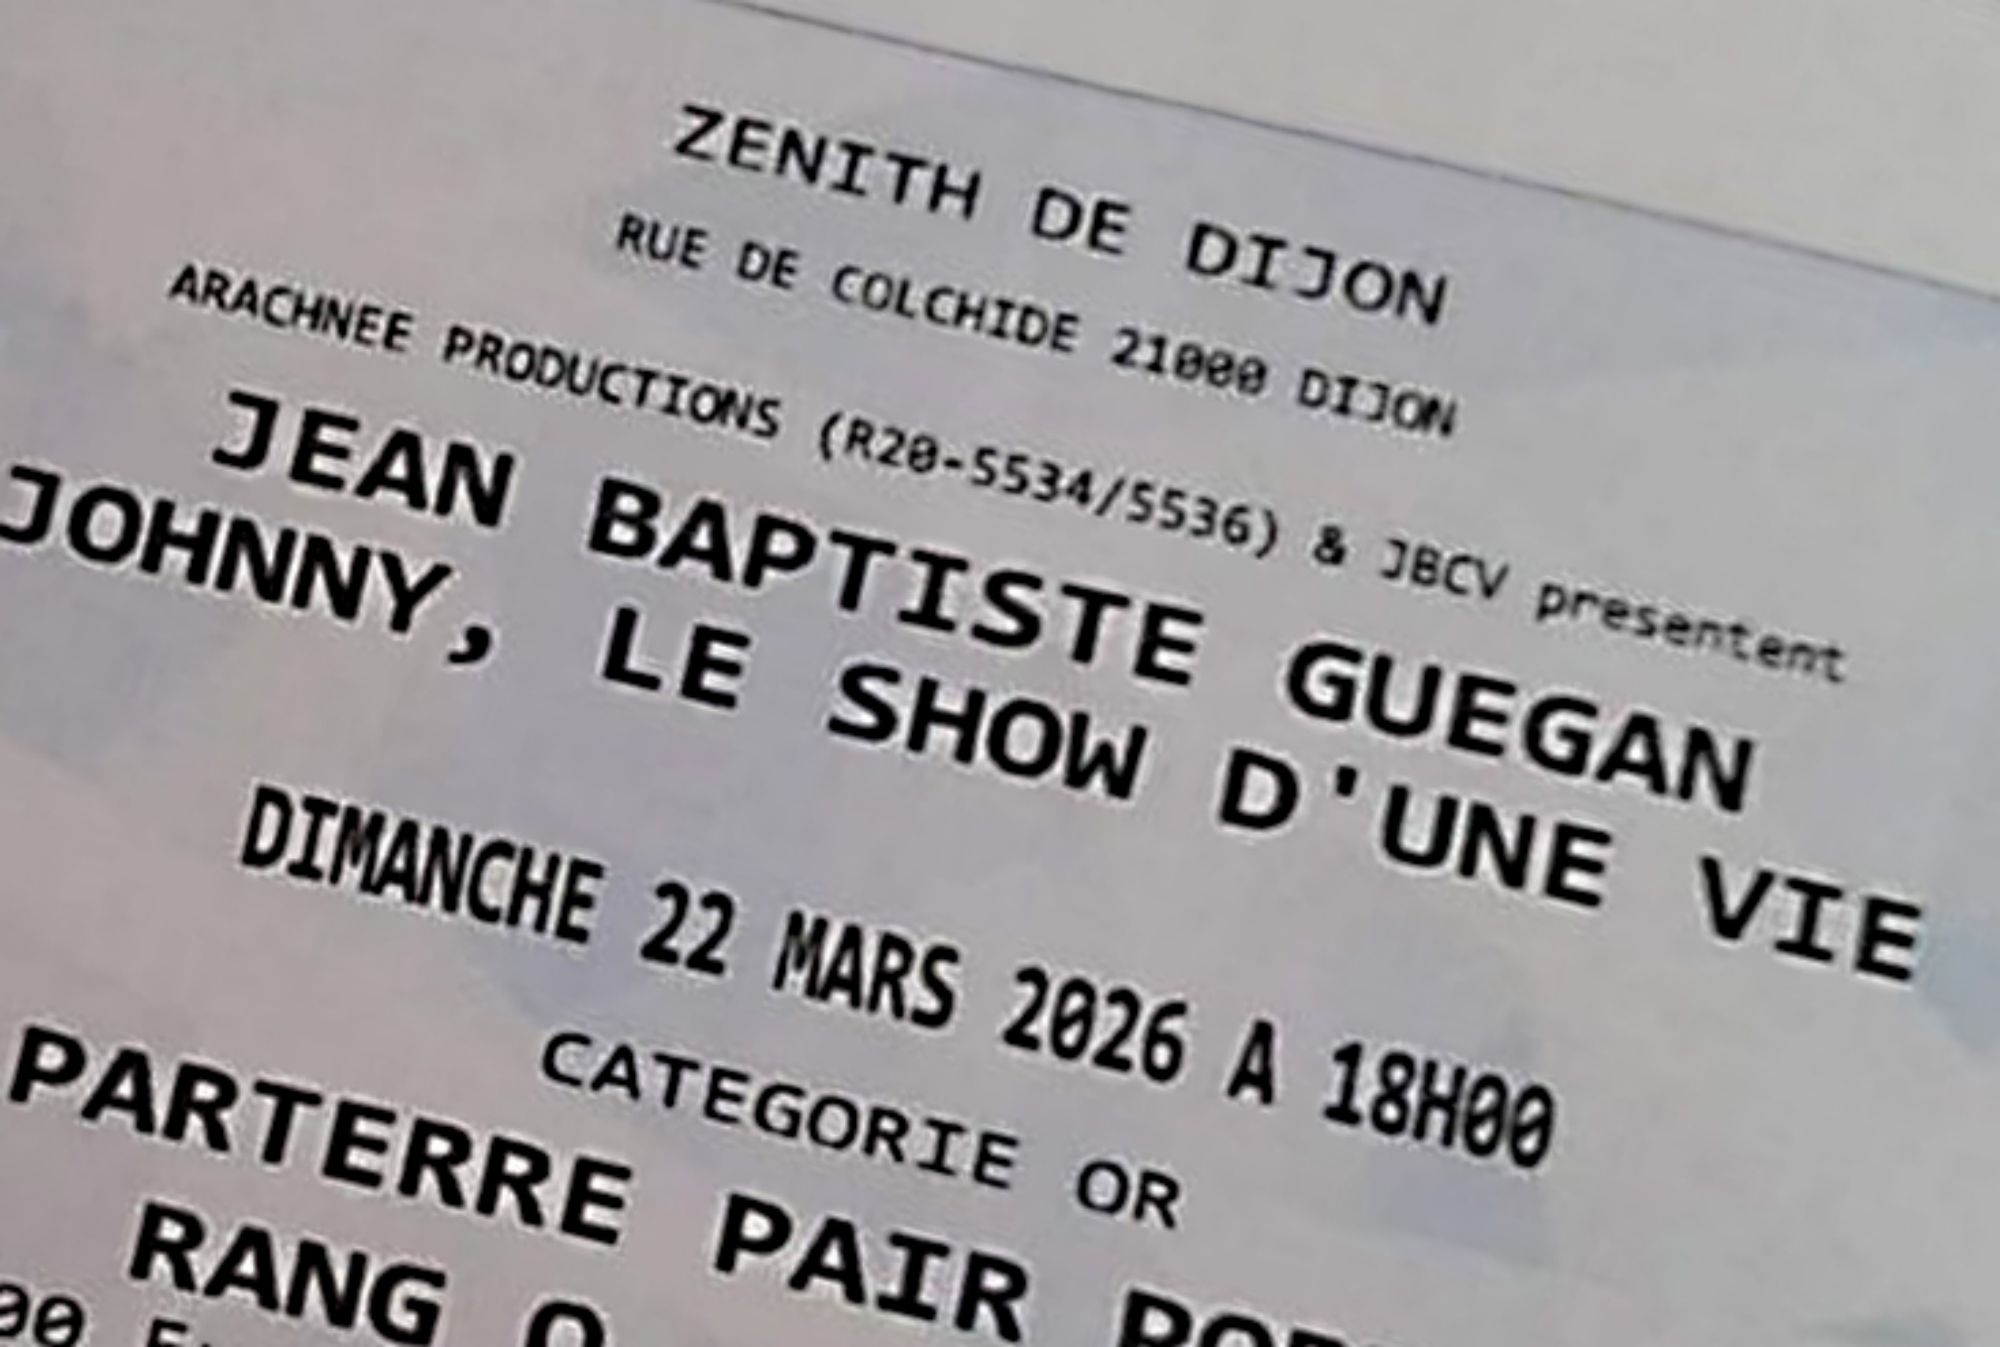 ZENITH DE DIJON
RUE DE COLCHIDE 21000 DIJON
ARACHNEE PRODUCTIONS (R20-5534/5536) & JBCV presentent
JEAN BAPTISTE GUEGAN
JOHNNY, LE SHOW D'UNE VIE
DIMANCHE 22 MARS 2026 A 18H00
CATEGORIE OR
PARTERRE PAIR
RANG